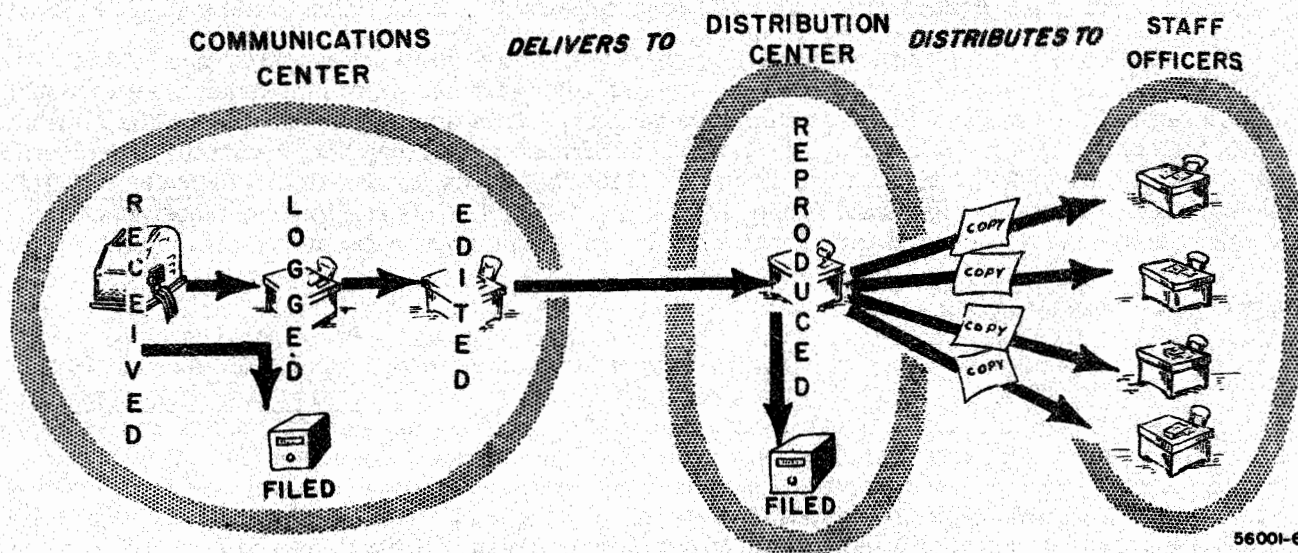 COMMUNICATIONS
CENTER
DELIVERS TO
DISTRIBUTION
CENTER
DISTRIBUTES TO
STAFF
OFFICERS
RECEIVED
LOGGED
EDITED
FILED
REPRODUCED
FILED
COPY
COPY
COPY
COPY
56001-6